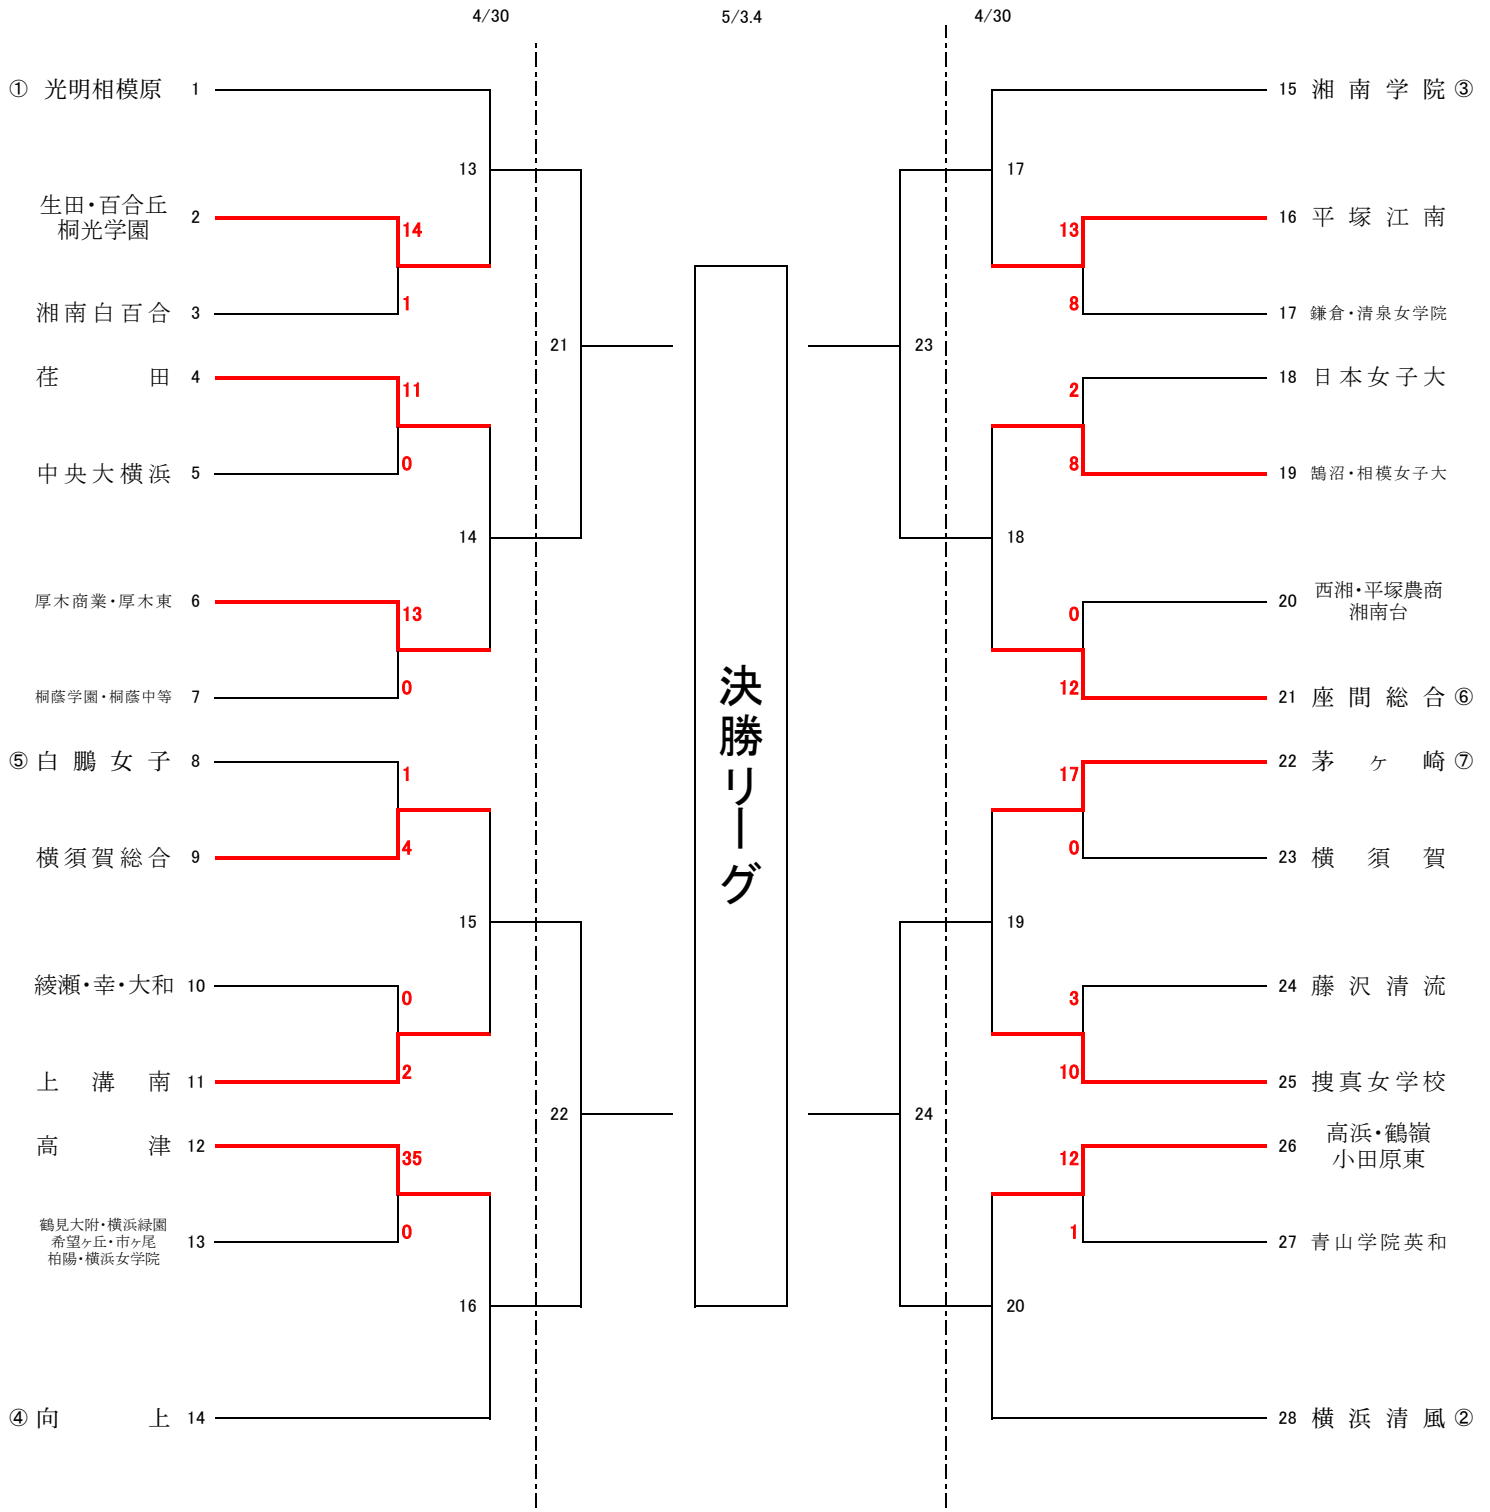 4/30 5/3.4 4/30
① 光明相模原 1
15 湘南学院 ③
13
17
生田・百合丘
桐光学園
2
14
13
16 平塚江南
湘南白百合 3
1
8
17 鎌倉・清泉女学院
21
23
荏田 4
11
2
18 日本女子大
中央大横浜 5
0
8
19 鵠沼・相模女子大
14
18
厚木商業・厚木東 6
13
0
20 西湘・平塚農商
湘南台
桐蔭学園・桐蔭中等 7
0
12
21 座間総合 ⑥
決勝リーグ
⑤ 白鵬女子 8
1
17
22 茅ヶ崎 ⑦
横須賀総合 9
4
0
23 横須賀
15
19
綾瀬・幸・大和 10
0
3
24 藤沢清流
上溝南 11
2
10
25 捜真女学校
22
24
高津 12
35
12
26 高浜・鶴嶺
小田原東
鶴見大附・横浜緑園
希望ヶ丘・市ヶ尾
柏陽・横浜女学院
13
0
1
27 青山学院英和
16
20
④ 向上 14
28 横浜清風 ②